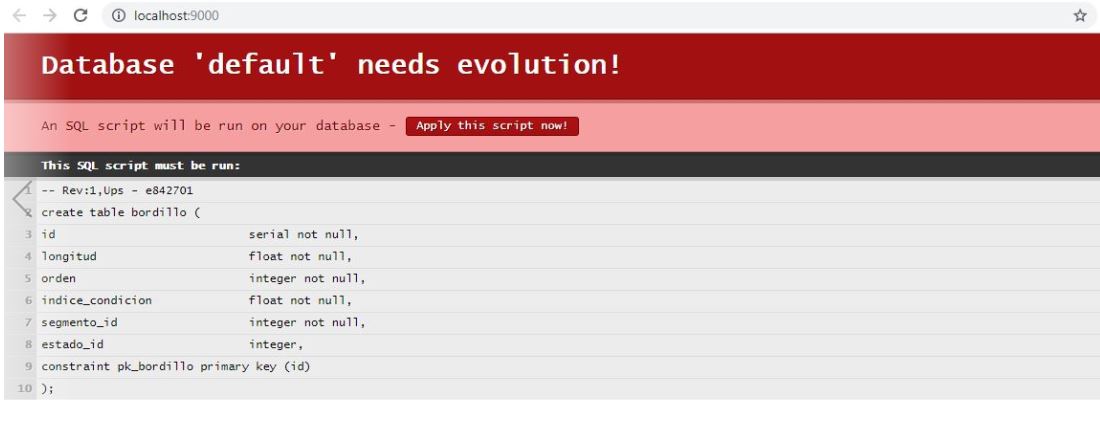 localhost:9000
Database 'default' needs evolution!
An SQL script will be run on your database - Apply this script now!
This SQL script must be run:
1 -- Rev:1,Ups - e842701
2 create table bordillo (
3 id serial not null,
4 longitud float not null,
5 orden integer not null,
6 indice_condicion float not null,
7 segmento_id integer not null,
8 estado_id integer,
9 constraint pk_bordillo primary key (id)
10 );